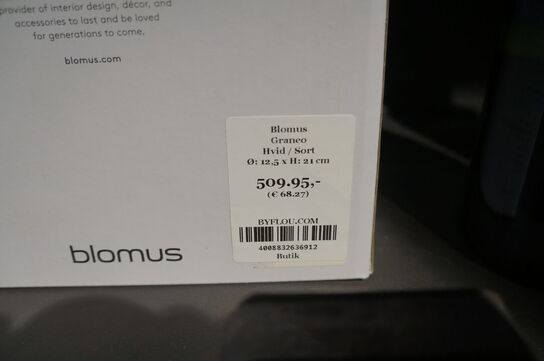 provider of interior design, décor, and
accessories to last and be loved
for generations to come.
blomus.com
Blomus
Graneo
Hvid / Sort
Ø: 12,5 x H: 21 cm
509.95,-
(€ 68.27)
BYFLOU.COM
4008832636912
Butik
blomus